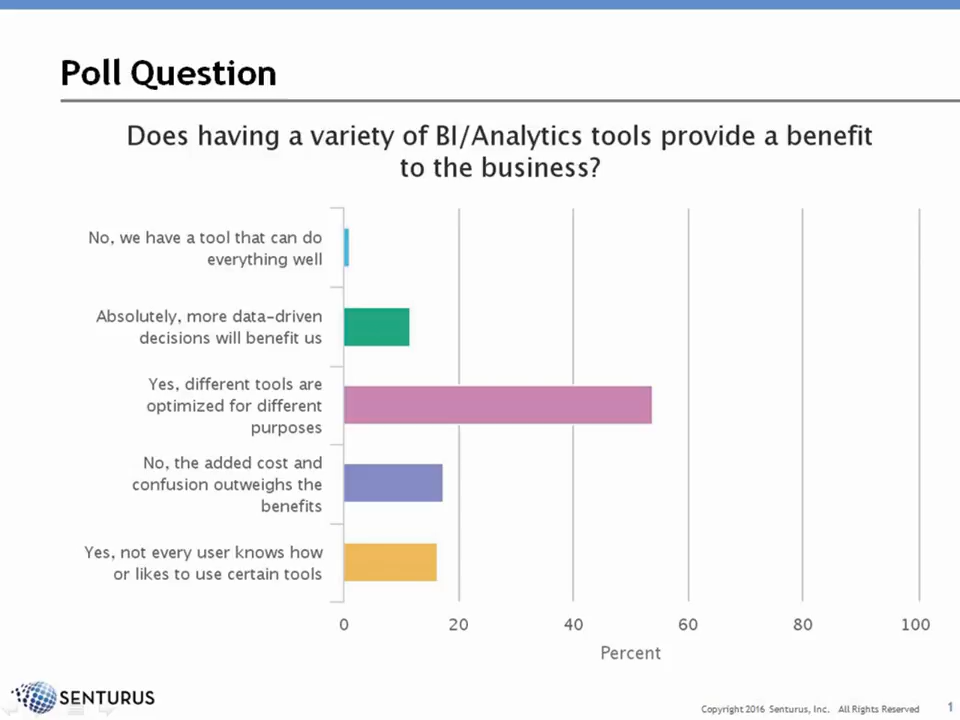 Poll Question
Does having a variety of BI/Analytics tools provide a benefit
to the business?
No, we have a tool that can do
everything well
Absolutely, more data-driven
decisions will benefit us
Yes, different tools are
optimized for different
purposes
No, the added cost and
confusion outweighs the
benefits
Yes, not every user knows how
or likes to use certain tools
0 20 40 60 80 100
Percent
SENTURUS
Copyright 2016 Senturus, Inc. All Rights Reserved
1